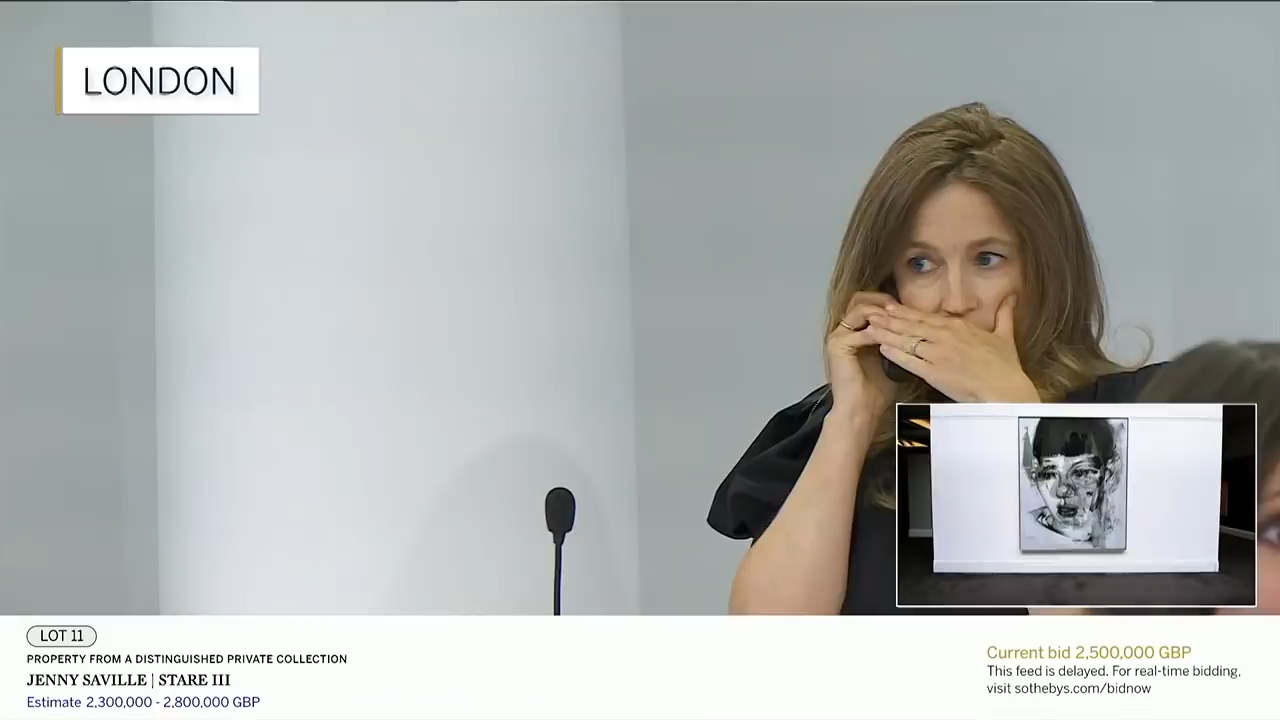 LONDON
LOT 11
PROPERTY FROM A DISTINGUISHED PRIVATE COLLECTION
JENNY SAVILLE | STARE III
Estimate 2,300,000 - 2,800,000 GBP
Current bid 2,500,000 GBP
This feed is delayed. For real-time bidding,
visit sothebys.com/bidnow